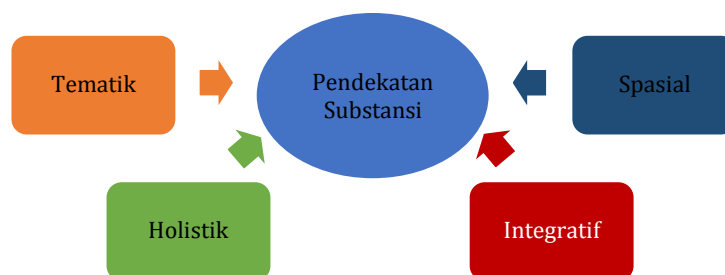 Tematik
Pendekatan
Substansi
Spasial
Holistik
Integratif